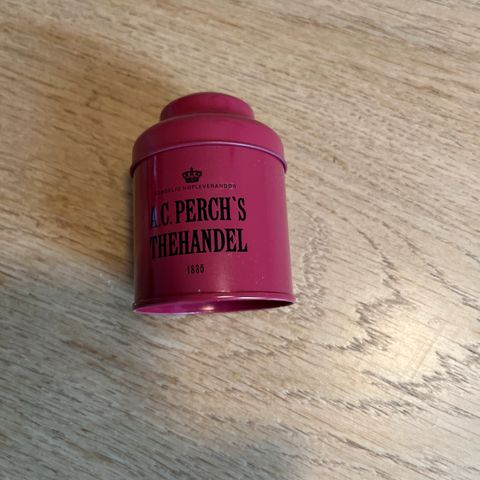 KONGELIG HOFLEVERANDØR
A.C. PERCH'S
THEHANDEL
1835